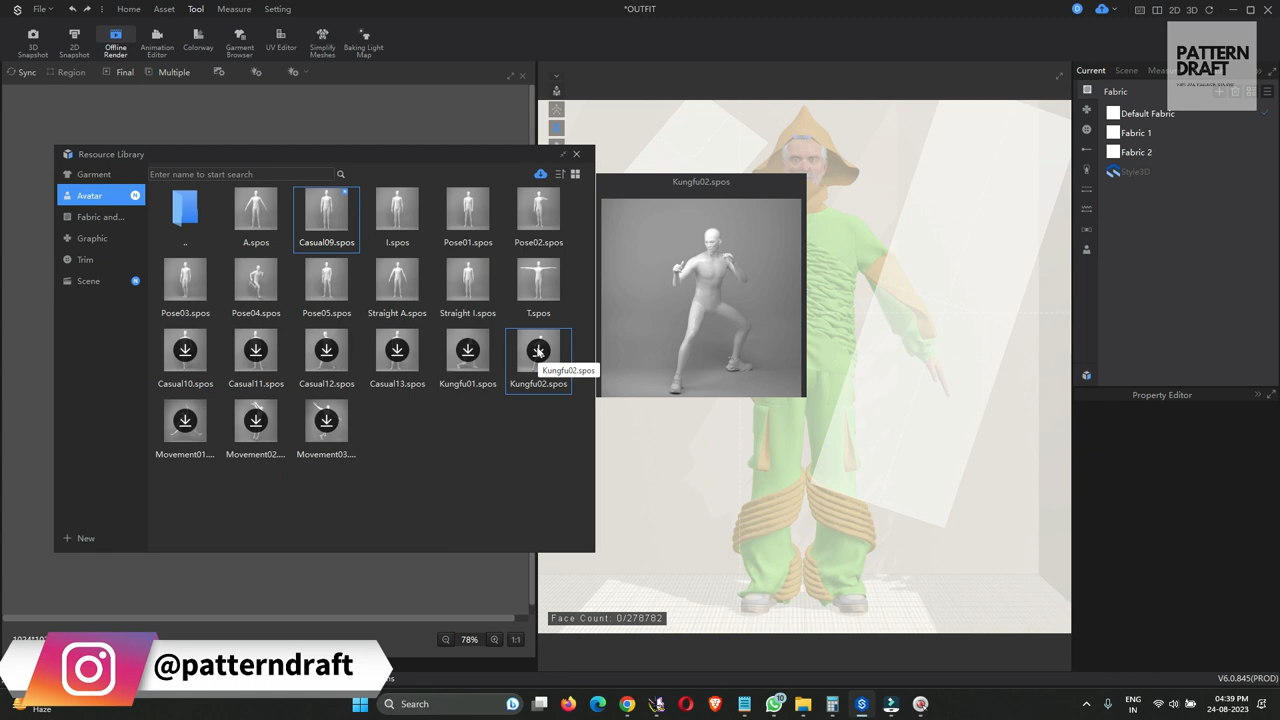 File
Home
Actions
Tool
Measure
Setting
*OUTFIT
D
3D
Snapshot
2D
Snapshot
Offline
Render
Animation
Editor
Colorway
Garment
Browser
UV Editor
Simplify
Meshes
Baking Light
Map
Sync
Region
Final
Multiple
PATTERN
DRAFT
Current
Scene
Fabric
Default Fabric
Fabric 1
Fabric 2
Style3D
Property Editor
Resource Library
Enter name to start search
Garment
Avatar
N
Fabric and...
Graphic
Trim
Scene
N
New
..
A.spos
Casual09.spos
I.spos
Pose01.spos
Pose02.spos
Pose03.spos
Pose04.spos
Pose05.spos
Straight A.spos
Straight I.spos
T.spos
Casual10.spos
Casual11.spos
Casual12.spos
Casual13.spos
Kungfu01.spos
Kungfu02.spos
Kungfu02.spos
Movement01....
Movement02....
Movement03....
Kungfu02.spos
Face Count: 0/278782
78%
1:1
V6.0.845(PROD)
@patterndraft
Haze
Search
10
ENG
IN
04:39 PM
24-08-2023